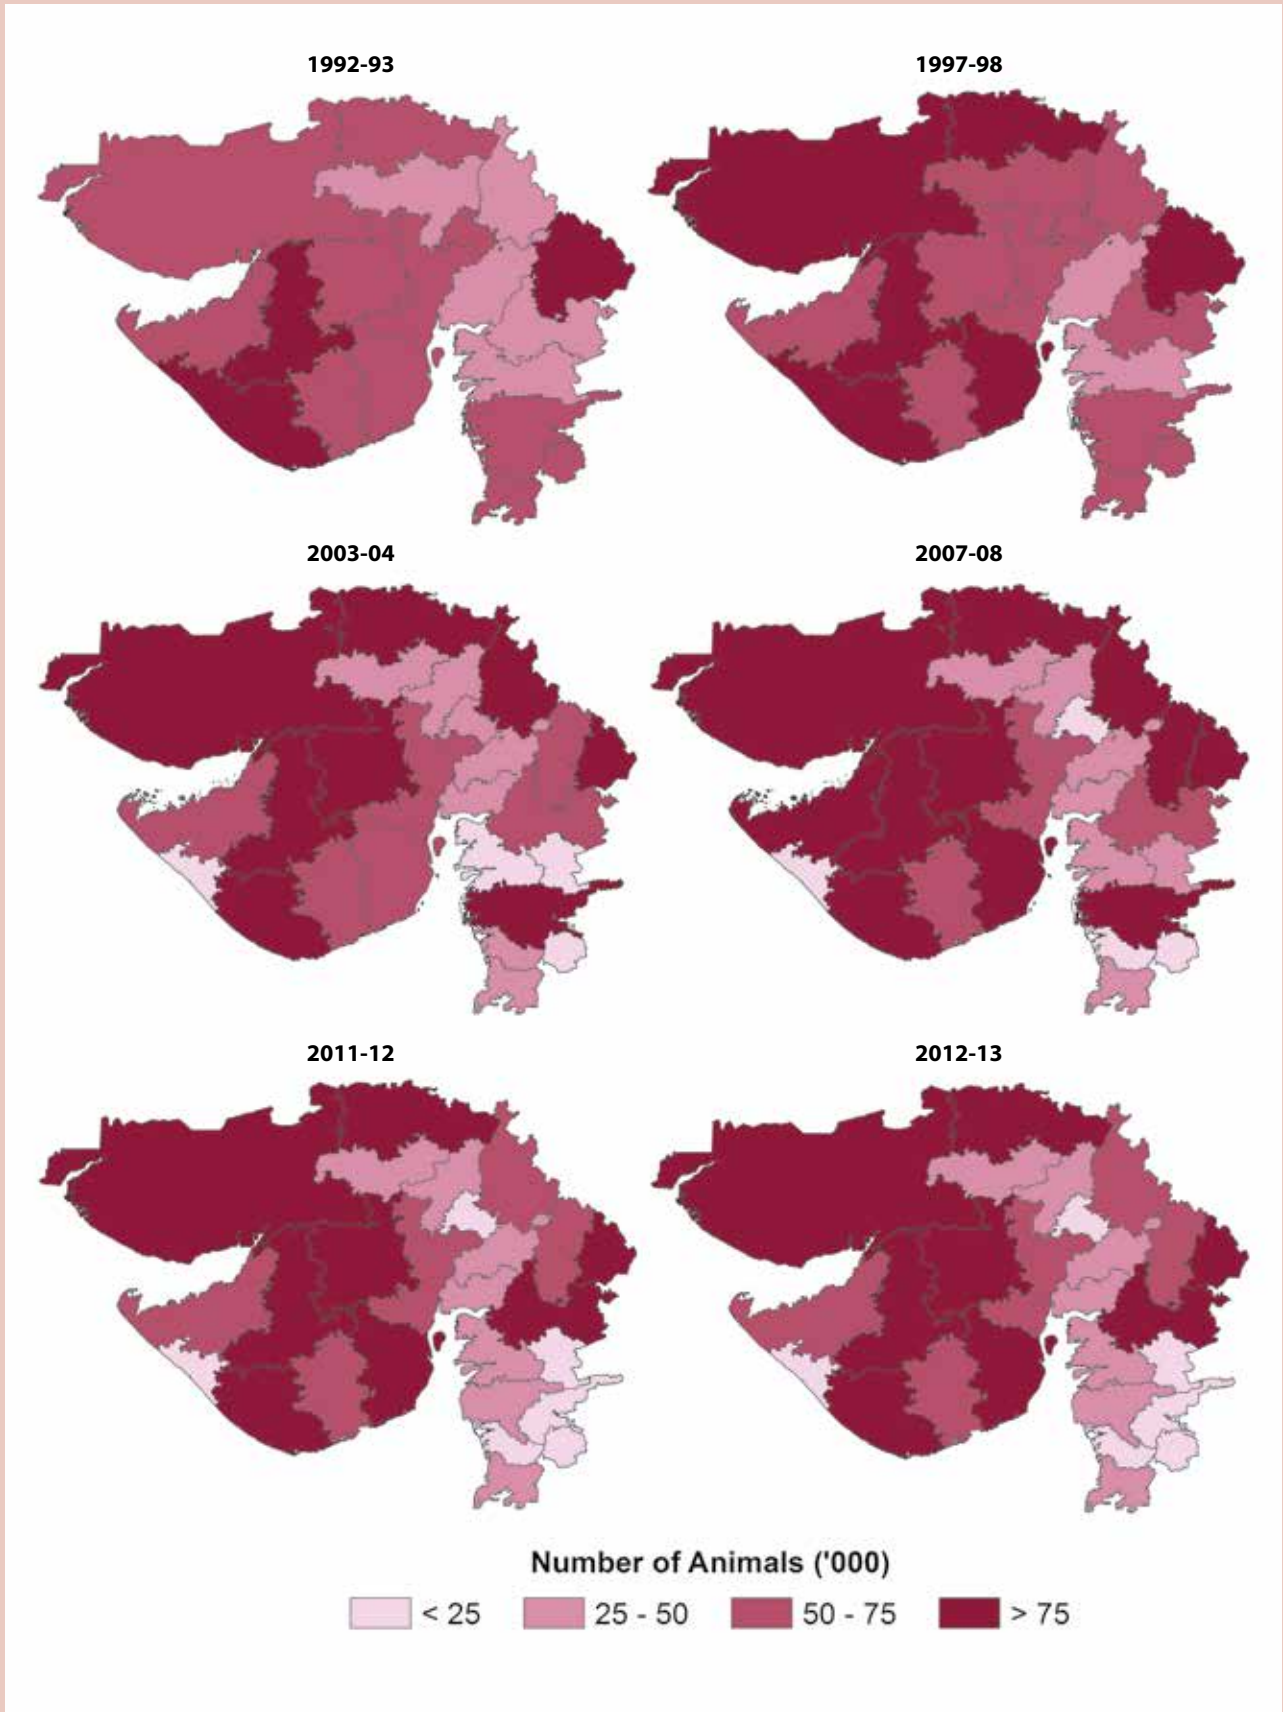 1992-93 1997-98
2003-04 2007-08
2011-12 2012-13
Number of Animals ('000)
< 25 25 - 50 50 - 75 > 75